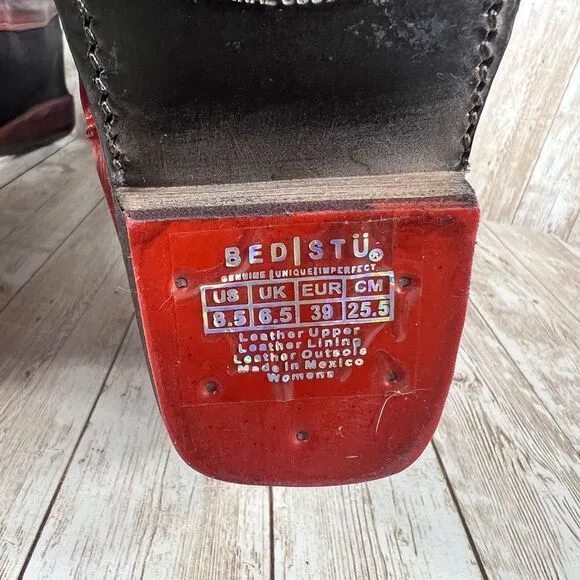 BED|STÜ®
GENUINE|UNIQUE|IMPERFECT
US UK EUR CM
8.5 6.5 39 25.5
Leather Upper
Leather Lining
Leather Outsole
Made in Mexico
Womens